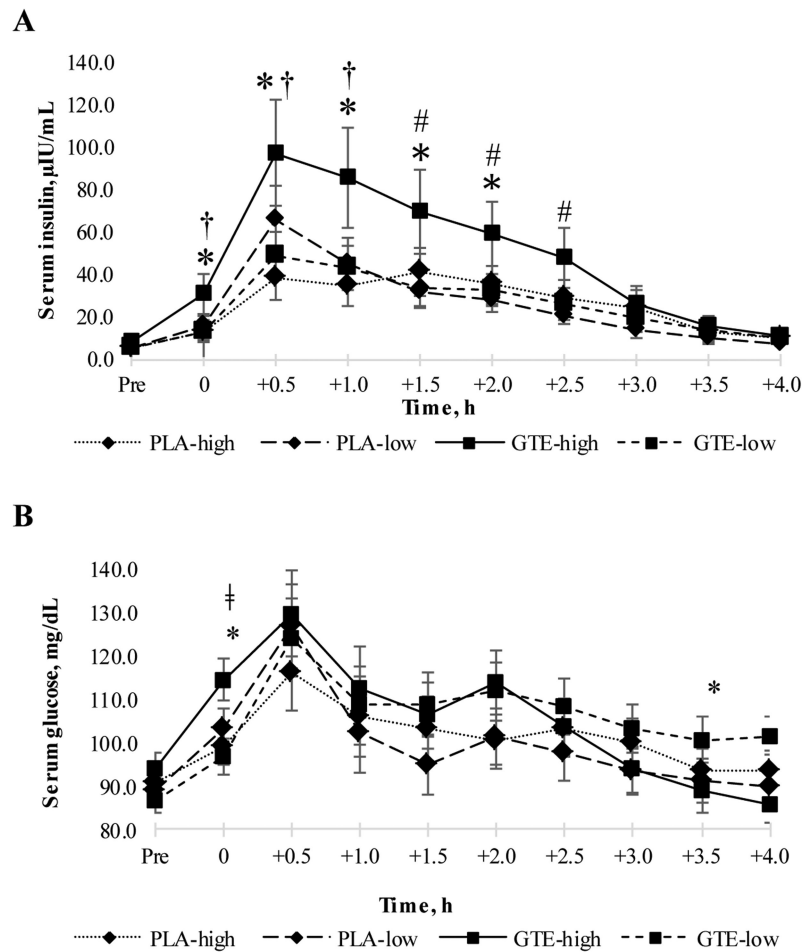 A
Serum insulin, µIU/mL
140.0
120.0
100.0
80.0
60.0
40.0
20.0
0.0
* †
†
*
#
*
#
*
#
†
*
Pre 0 +0.5 +1.0 +1.5 +2.0 +2.5 +3.0 +3.5 +4.0
Time, h
PLA-high PLA-low GTE-high GTE-low
B
Serum glucose, mg/dL
140.0
130.0
120.0
110.0
100.0
90.0
80.0
ǂ
*
*
Pre 0 +0.5 +1.0 +1.5 +2.0 +2.5 +3.0 +3.5 +4.0
Time, h
PLA-high PLA-low GTE-high GTE-low